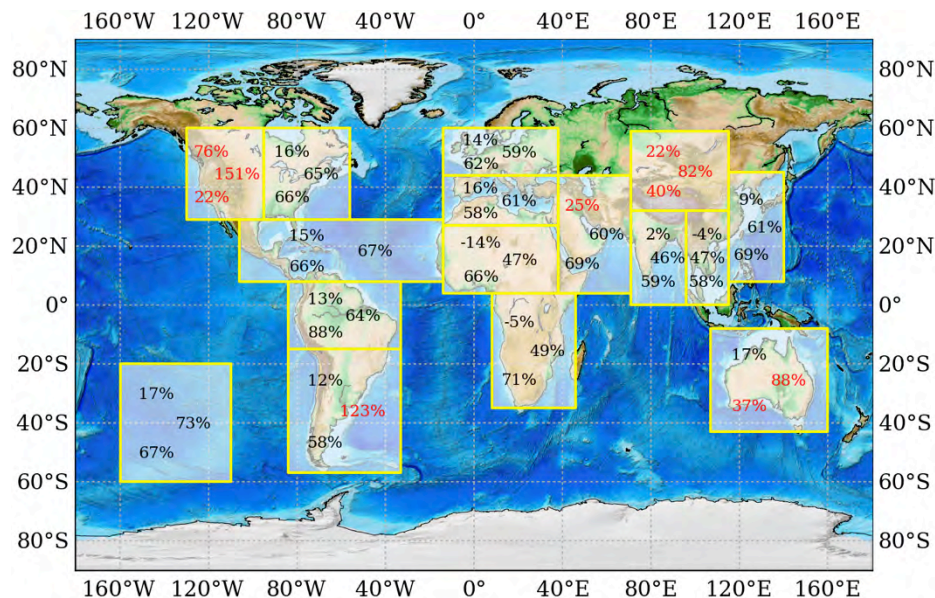 160°W 120°W 80°W 40°W 0° 40°E 80°E 120°E 160°E
80°N 80°N
60°N 60°N
76% 16% 14% 59% 22%
151% 65% 62% 82%
40°N 40°N
22% 66% 16% 61% 25% 40% 9%
58%
15% 67% -14% 60% 2% -4% 61%
20°N 20°N
66% 66% 47% 69% 46% 47% 69%
59% 58%
0° 0°
13% 64% -5%
88% 49% 17%
20°S 20°S
17% 12% 71% 88%
123% 37%
73%
40°S 40°S
67% 58%
60°S 60°S
80°S 80°S
160°W 120°W 80°W 40°W 0° 40°E 80°E 120°E 160°E